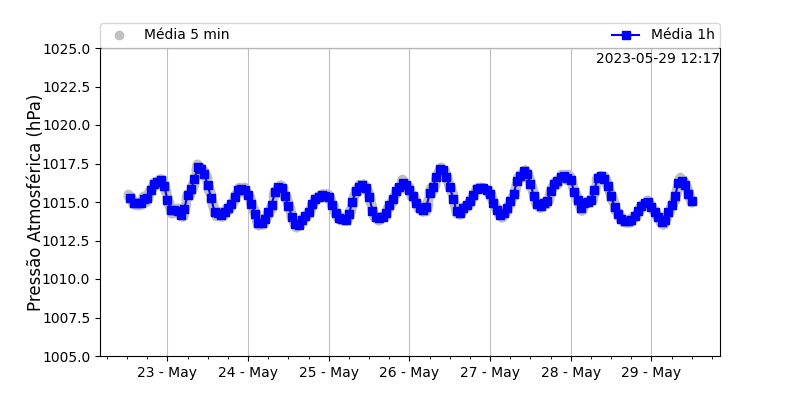 Média 5 min
Média 1h
2023-05-29 12:17
Pressão Atmosférica (hPa)
1025.0
1022.5
1020.0
1017.5
1015.0
1012.5
1010.0
1007.5
1005.0
23 - May
24 - May
25 - May
26 - May
27 - May
28 - May
29 - May